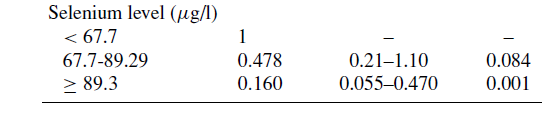 Selenium level (μg/l)
< 67.7 1 – –
67.7-89.29 0.478 0.21–1.10 0.084
≥ 89.3 0.160 0.055–0.470 0.001